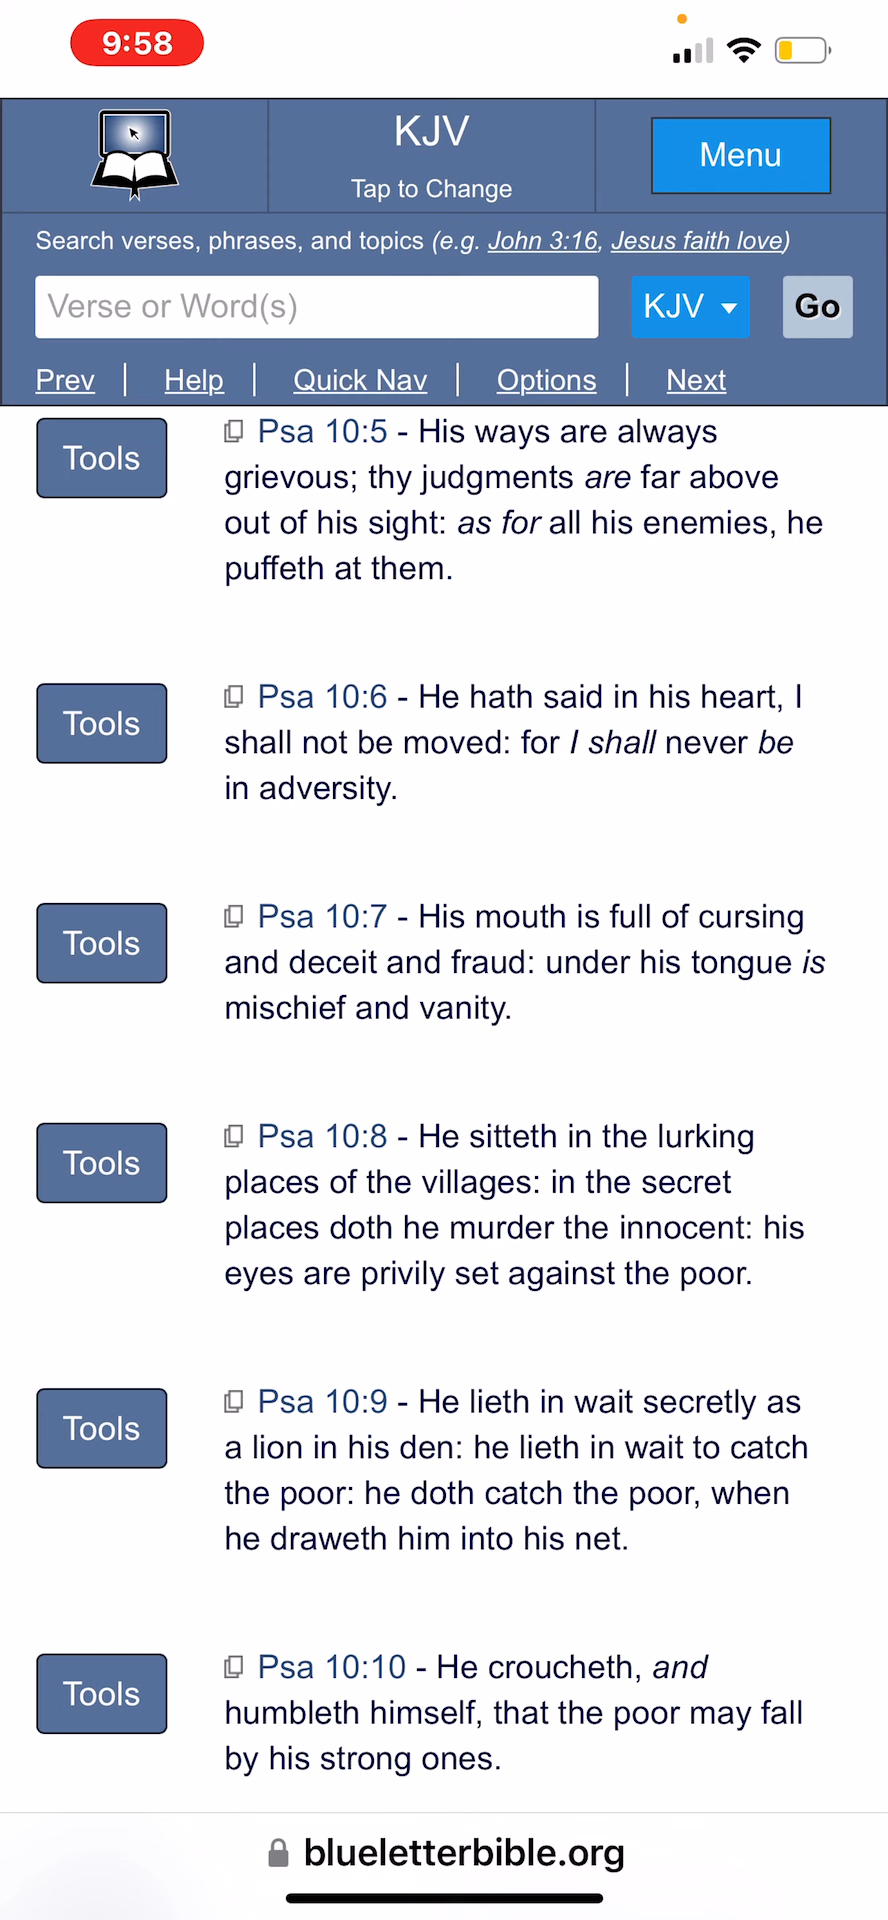 9:58
KJV
Tap to Change
Menu
Search verses, phrases, and topics (e.g. John 3:16, Jesus faith love)
Verse or Word(s)
KJV
Go
Prev | Help | Quick Nav | Options | Next
Tools
Psa 10:5 - His ways are always
grievous; thy judgments are far above
out of his sight: as for all his enemies, he
puffeth at them.
Tools
Psa 10:6 - He hath said in his heart, I
shall not be moved: for I shall never be
in adversity.
Tools
Psa 10:7 - His mouth is full of cursing
and deceit and fraud: under his tongue is
mischief and vanity.
Tools
Psa 10:8 - He sitteth in the lurking
places of the villages: in the secret
places doth he murder the innocent: his
eyes are privily set against the poor.
Tools
Psa 10:9 - He lieth in wait secretly as
a lion in his den: he lieth in wait to catch
the poor: he doth catch the poor, when
he draweth him into his net.
Tools
Psa 10:10 - He croucheth, and
humbleth himself, that the poor may fall
by his strong ones.
blueletterbible.org